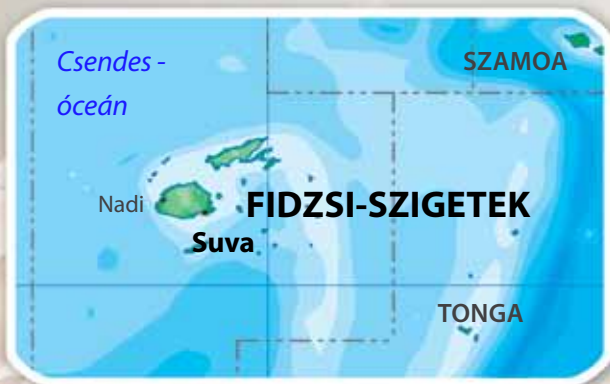 Csendes -
óceán
SZAMOA
Nadi
FIDZSI-SZIGETEK
Suva
TONGA